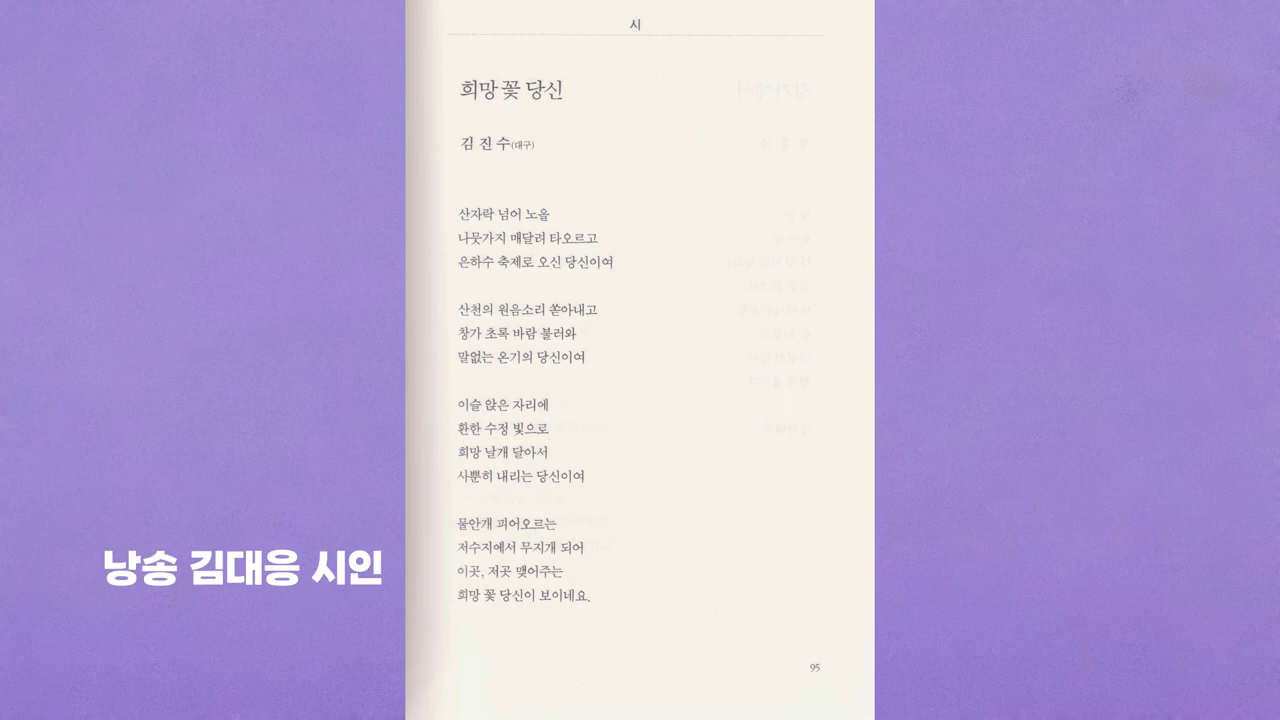 시
희망 꽃 당신
김 진 수(대구)
산자락 넘어 노을
나뭇가지 매달려 타오르고
은하수 축제로 오신 당신이여
산천의 원음소리 쏟아내고
창가 초록 바람 불러와
말없는 온기의 당신이여
이슬 앉은 자리에
환한 수정 빛으로
희망 날개 달아서
사뿐히 내리는 당신이여
물안개 피어오르는
저수지에서 무지개 되어
이곳, 저곳 맺어주는
희망 꽃 당신이 보이네요.
95
낭송 김대응 시인